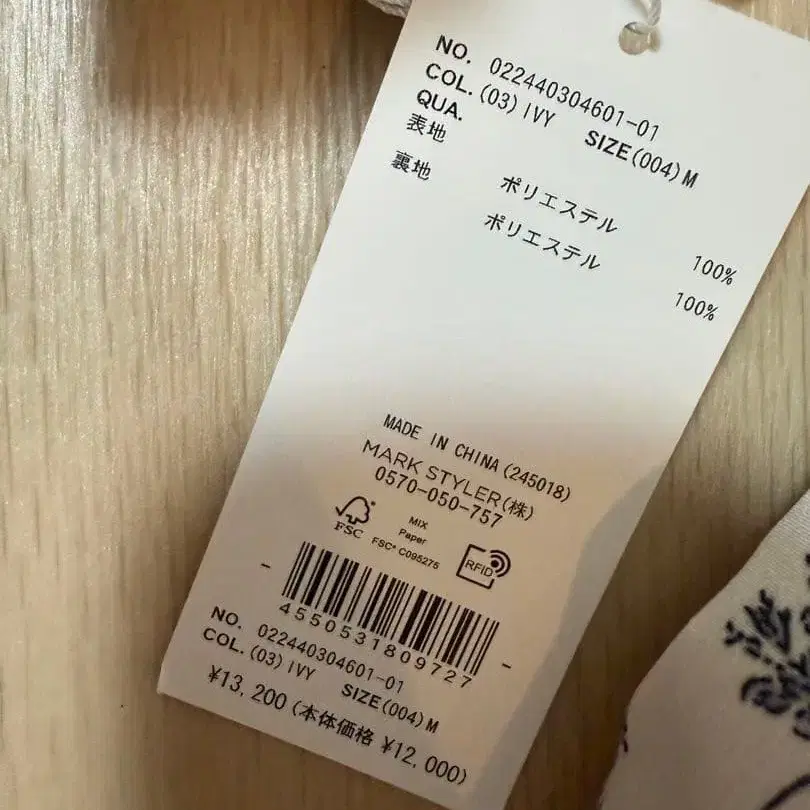 NO. 022440304601-01
COL. (03) IVY SIZE(004) M
QUA.
表地 ポリエステル 100%
裏地 ポリエステル 100%
MADE IN CHINA (245018)
MARK STYLER(株)
0570-050-757
FSC MIX
Paper
FSC® C095275
RFID
4550531809727
NO. 022440304601-01
COL. (03) IVY SIZE(004) M
¥13,200 (本体価格 ¥12,000)